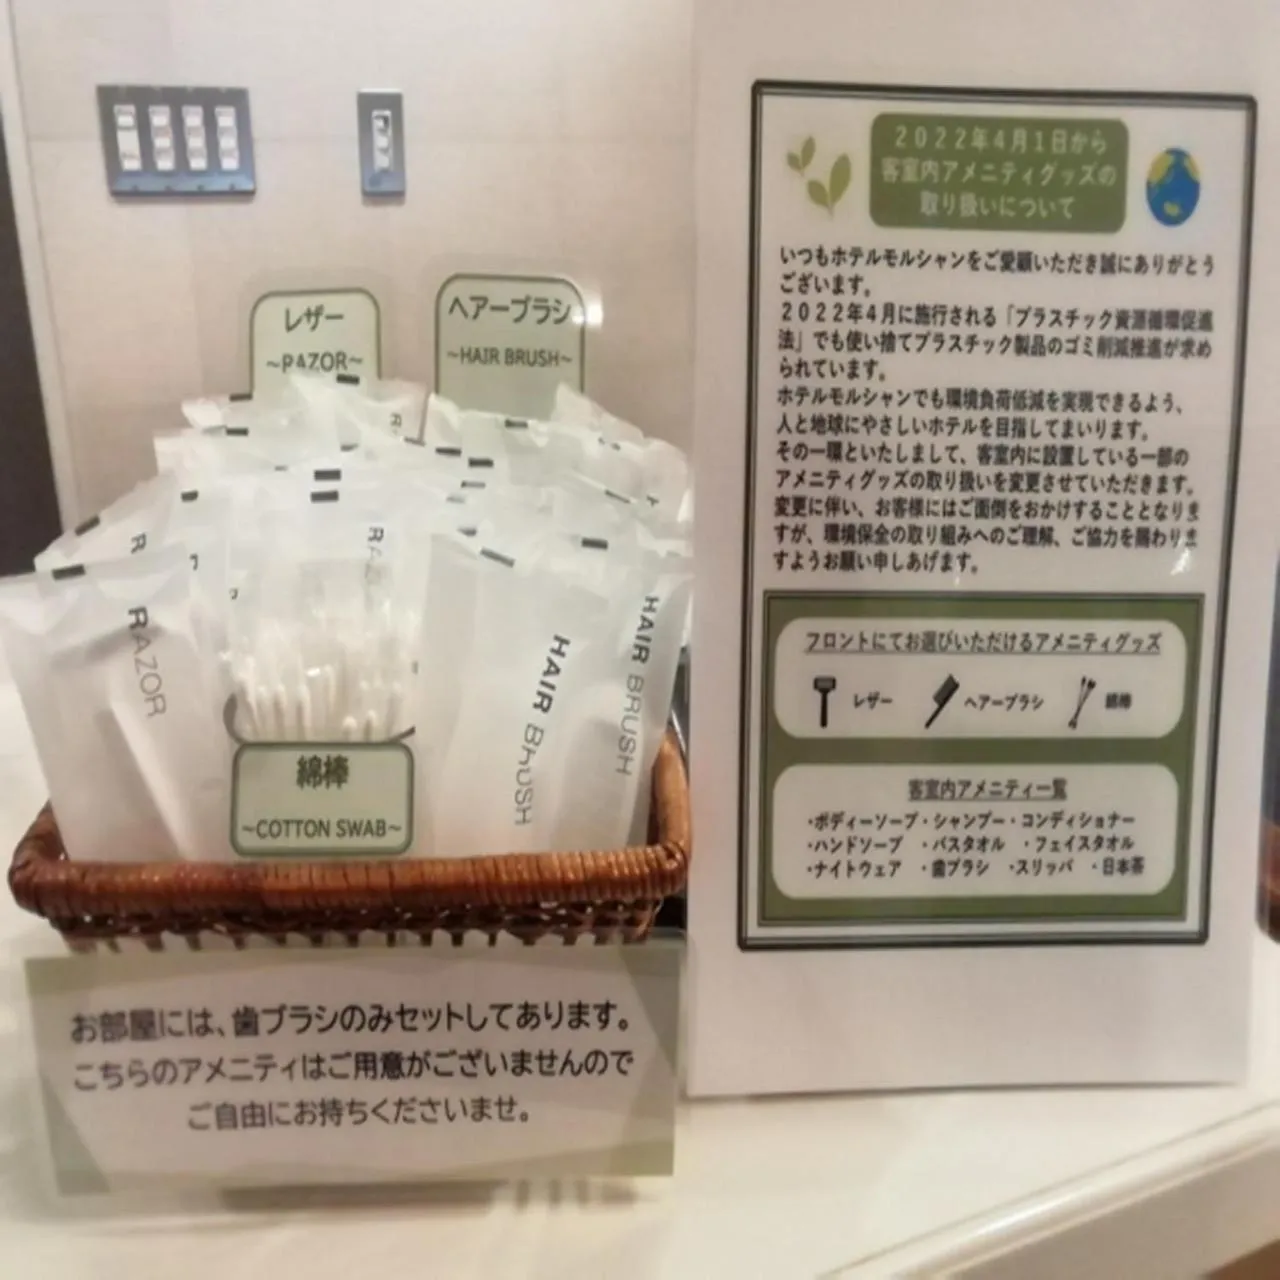 レザー
~RAZOR~
ヘアーブラシ
~HAIR BRUSH~
RAZOR
HAIR BRUSH
HAIR BRUSH
綿棒
~COTTON SWAB~
お部屋には、歯ブラシのみセットしてあります。
こちらのアメニティはご用意がございませんので
ご自由にお持ちくださいませ。
2022年4月1日から
客室内アメニティグッズの
取り扱いについて
いつもホテルモルシャンをご愛顧いただき誠にありがとう
ございます。
2022年4月に施行される「プラスチック資源循環促進
法」でも使い捨てプラスチック製品のゴミ削減推進が求め
られています。
ホテルモルシャンでも環境負荷低減を実現できるよう、
人と地球にやさしいホテルを目指してまいります。
その一環といたしまして、客室内に設置している一部の
アメニティグッズの取り扱いを変更させていただきます。
変更に伴い、お客様にはご面倒をおかけすることとなりま
すが、環境保全の取り組みへのご理解、ご協力を賜わりま
すようお願い申しあげます。
フロントにてお選びいただけるアメニティグッズ
レザー ヘアーブラシ 綿棒
客室内アメニティ一覧
・ボディーソープ・シャンプー・コンディショナー
・ハンドソープ ・バスタオル ・フェイスタオル
・ナイトウェア ・歯ブラシ ・スリッパ ・日本茶